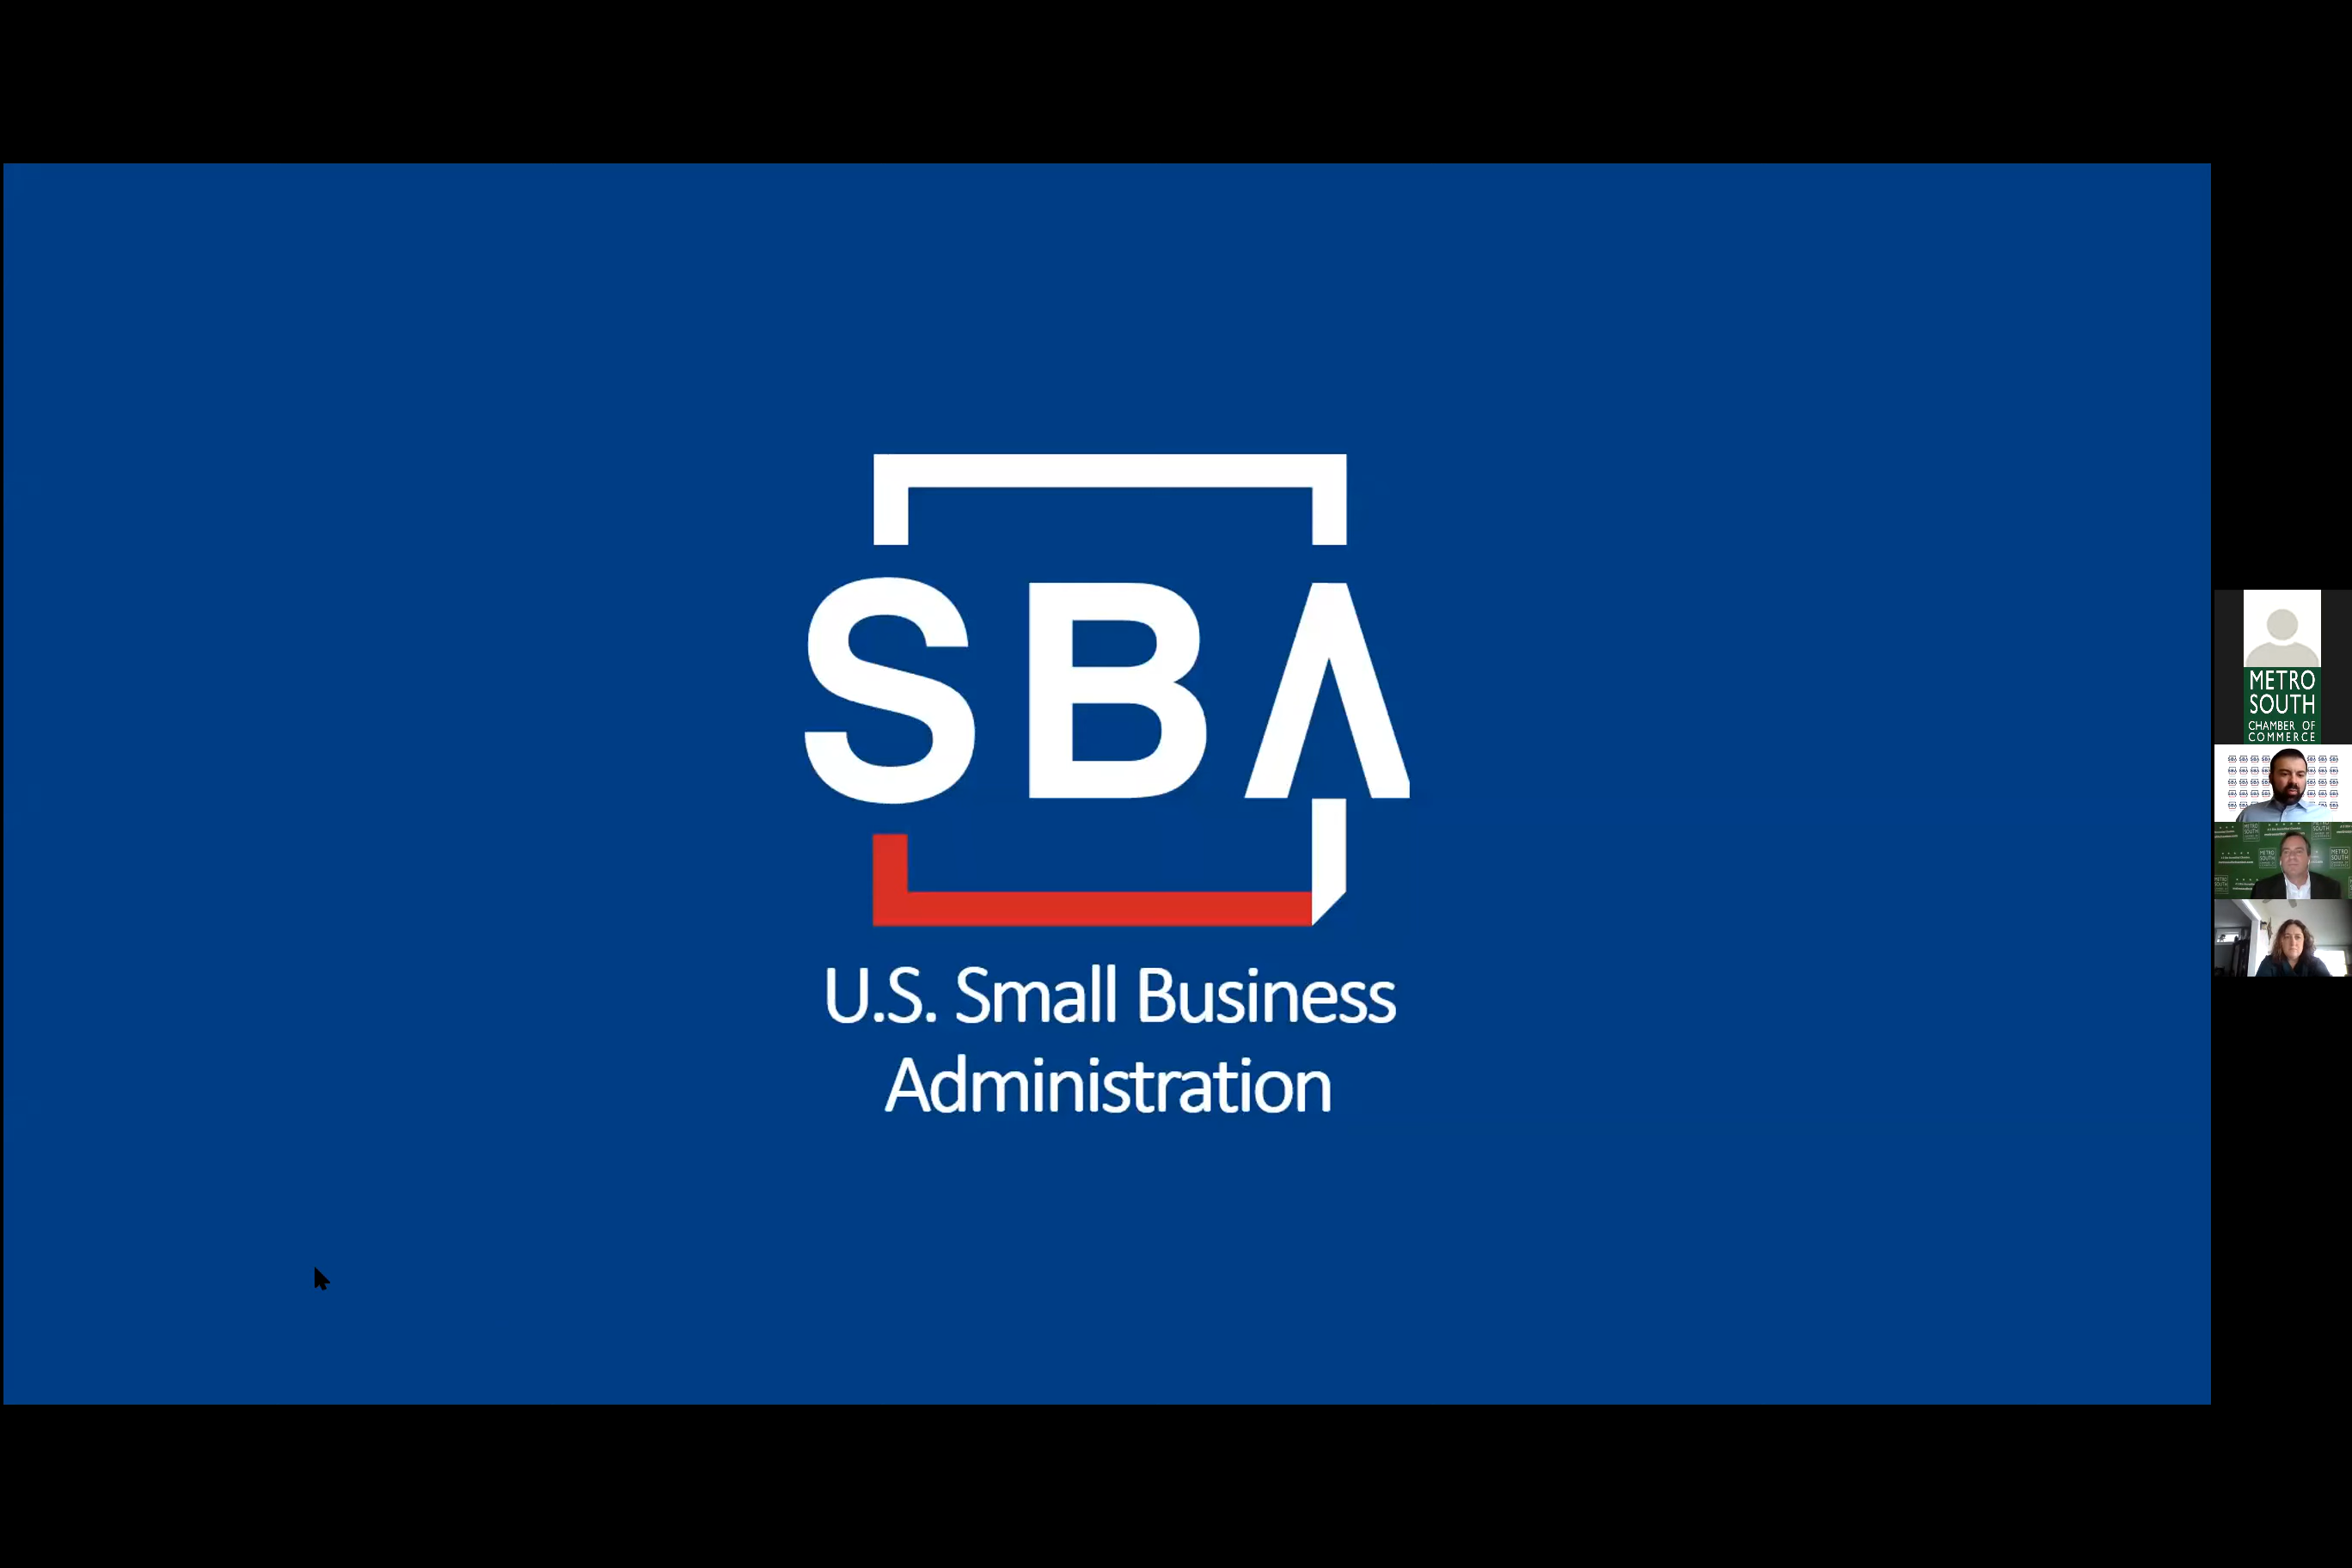 SBA
U.S. Small Business
Administration
METRO
SOUTH
CHAMBER OF
COMMERCE